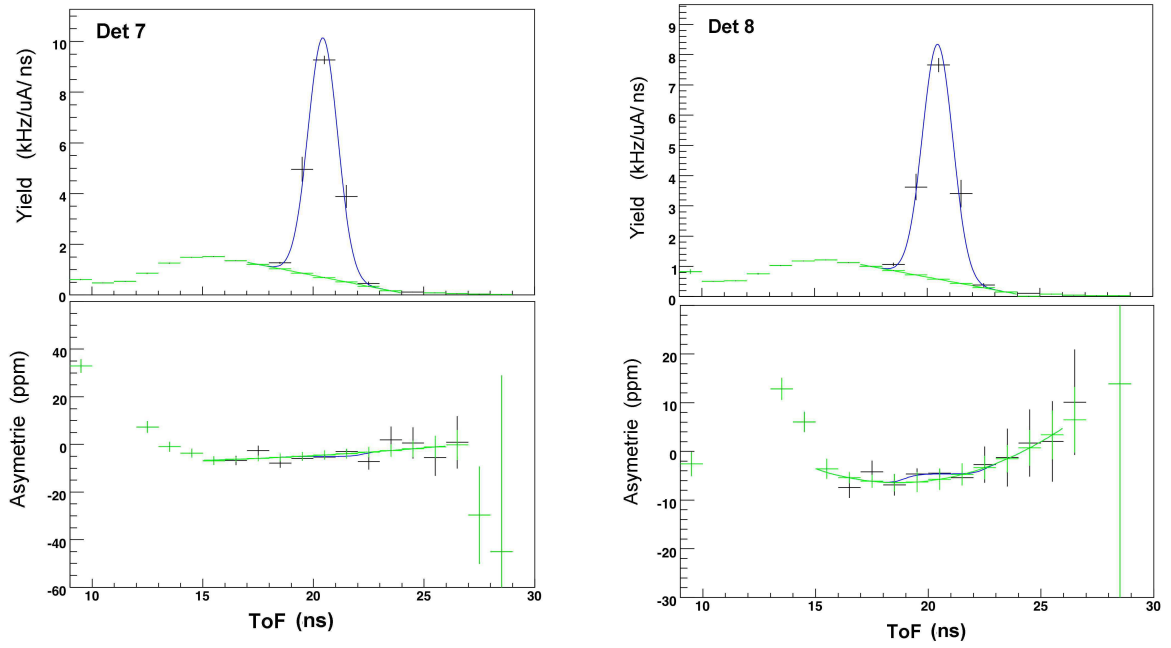 Det 7
Yield (kHz/uA/ns)
10
8
6
4
2
0
Asymetrie (ppm)
40
20
0
-20
-40
-60
10 15 20 25 30
ToF (ns)
Det 8
Yield (kHz/uA/ns)
9
8
7
6
5
4
3
2
1
0
Asymetrie (ppm)
20
10
0
-10
-20
-30
10 15 20 25 30
ToF (ns)